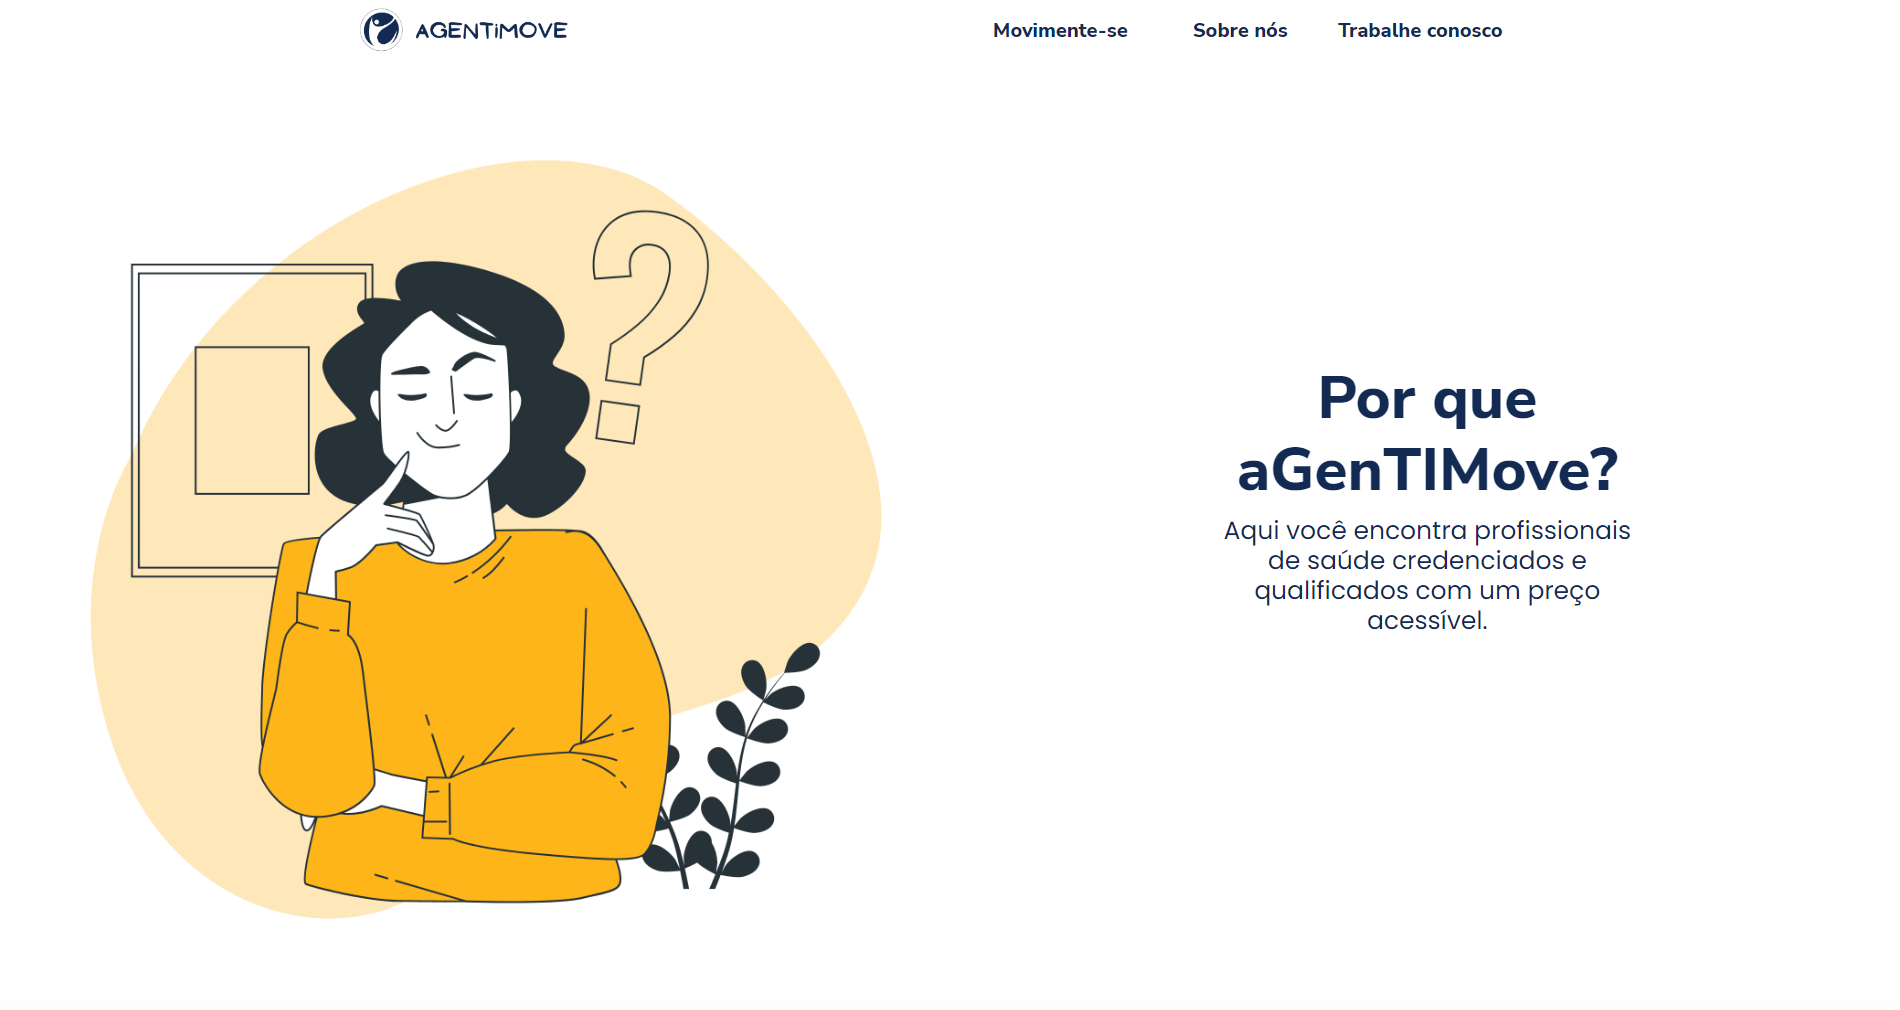 AGENTiMOVE
Movimente-se
Sobre nós
Trabalhe conosco
?
Por que
aGenTIMove?
Aqui você encontra profissionais
de saúde credenciados e
qualificados com um preço
acessível.